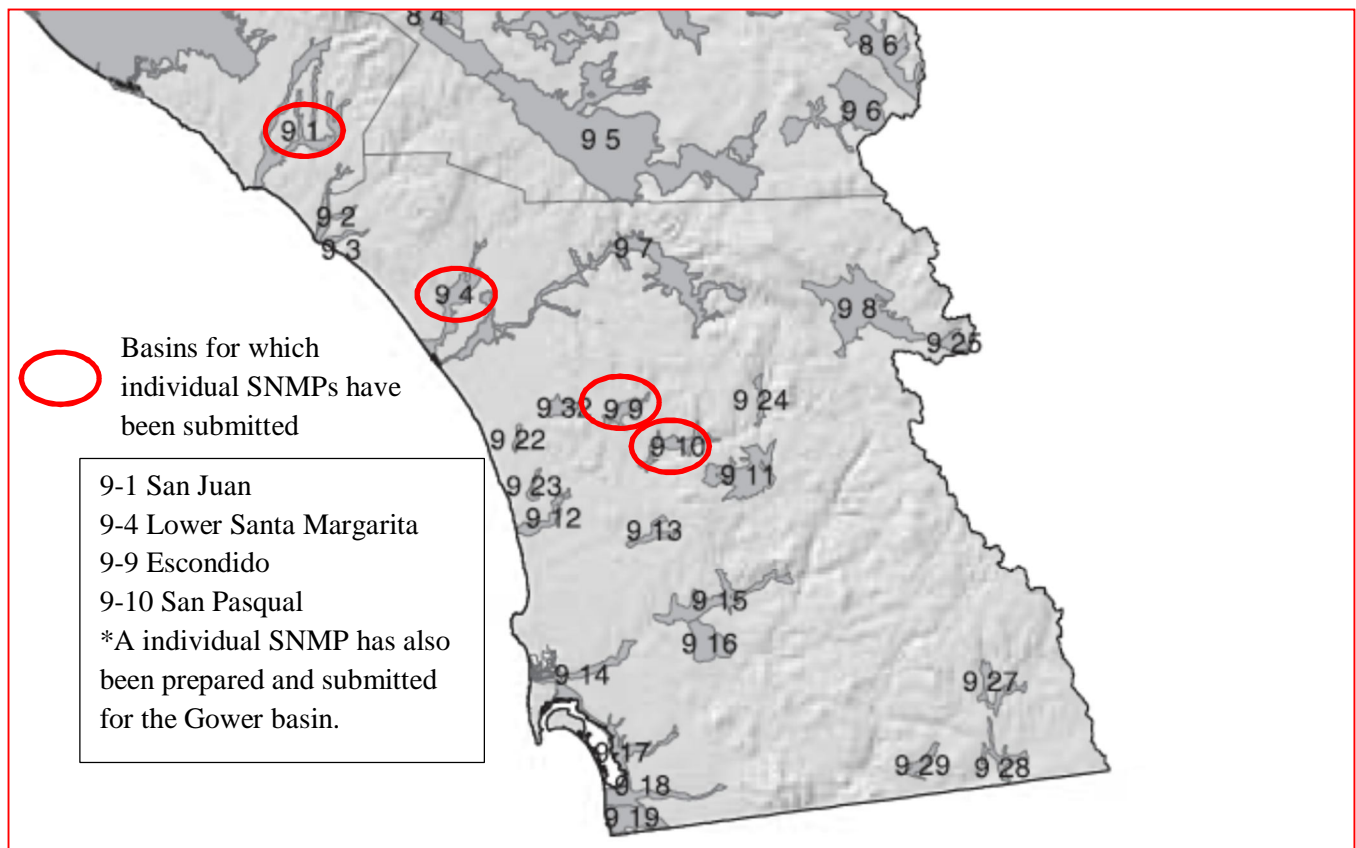 8 4
8 6
9 6
9 1
9 5
9 2
9 3
9 7
9 4
9 8
9 25
Basins for which
individual SNMPs have
been submitted
9 32
9 9
9 24
9 22
9 10
9 11
9 23
9 12
9 13
9-1 San Juan
9-4 Lower Santa Margarita
9-9 Escondido
9-10 San Pasqual
*A individual SNMP has also
been prepared and submitted
for the Gower basin.
9 15
9 16
9 14
9 27
9-17
9 29
9 28
9 18
9 19